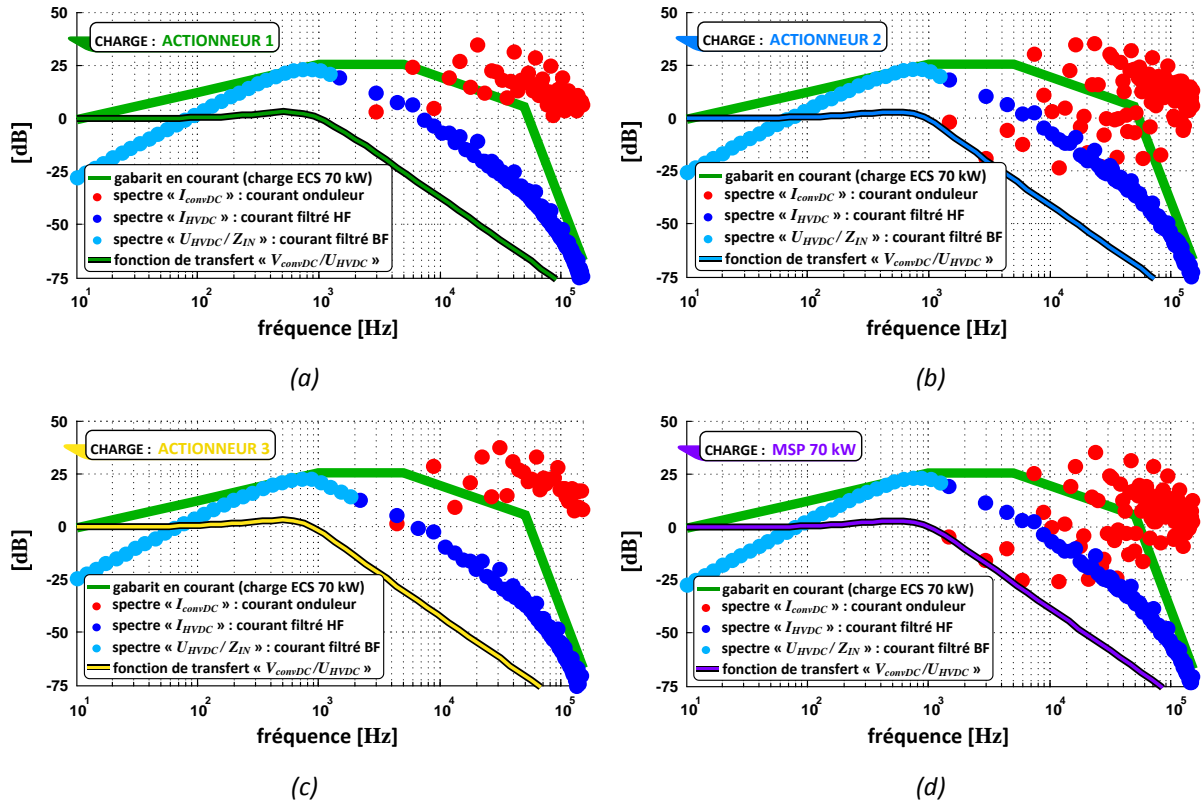 50
25
0
-25
-50
-75
[dB]
CHARGE : ACTIONNEUR 1
gabarit en courant (charge ECS 70 kW)
spectre « I_convDC » : courant onduleur
spectre « I_HVDC » : courant filtré HF
spectre « U_HVDC / Z_IN » : courant filtré BF
fonction de transfert « V_convDC/U_HVDC »
10^1 10^2 10^3 10^4 10^5
fréquence [Hz]
(a)
50
25
0
-25
-50
-75
[dB]
CHARGE : ACTIONNEUR 2
gabarit en courant (charge ECS 70 kW)
spectre « I_convDC » : courant onduleur
spectre « I_HVDC » : courant filtré HF
spectre « U_HVDC / Z_IN » : courant filtré BF
fonction de transfert « V_convDC/U_HVDC »
10^1 10^2 10^3 10^4 10^5
fréquence [Hz]
(b)
50
25
0
-25
-50
-75
[dB]
CHARGE : ACTIONNEUR 3
gabarit en courant (charge ECS 70 kW)
spectre « I_convDC » : courant onduleur
spectre « I_HVDC » : courant filtré HF
spectre « U_HVDC / Z_IN » : courant filtré BF
fonction de transfert « V_convDC/U_HVDC »
10^1 10^2 10^3 10^4 10^5
fréquence [Hz]
(c)
50
25
0
-25
-50
-75
[dB]
CHARGE : MSP 70 kW
gabarit en courant (charge ECS 70 kW)
spectre « I_convDC » : courant onduleur
spectre « I_HVDC » : courant filtré HF
spectre « U_HVDC / Z_IN » : courant filtré BF
fonction de transfert « V_convDC/U_HVDC »
10^1 10^2 10^3 10^4 10^5
fréquence [Hz]
(d)